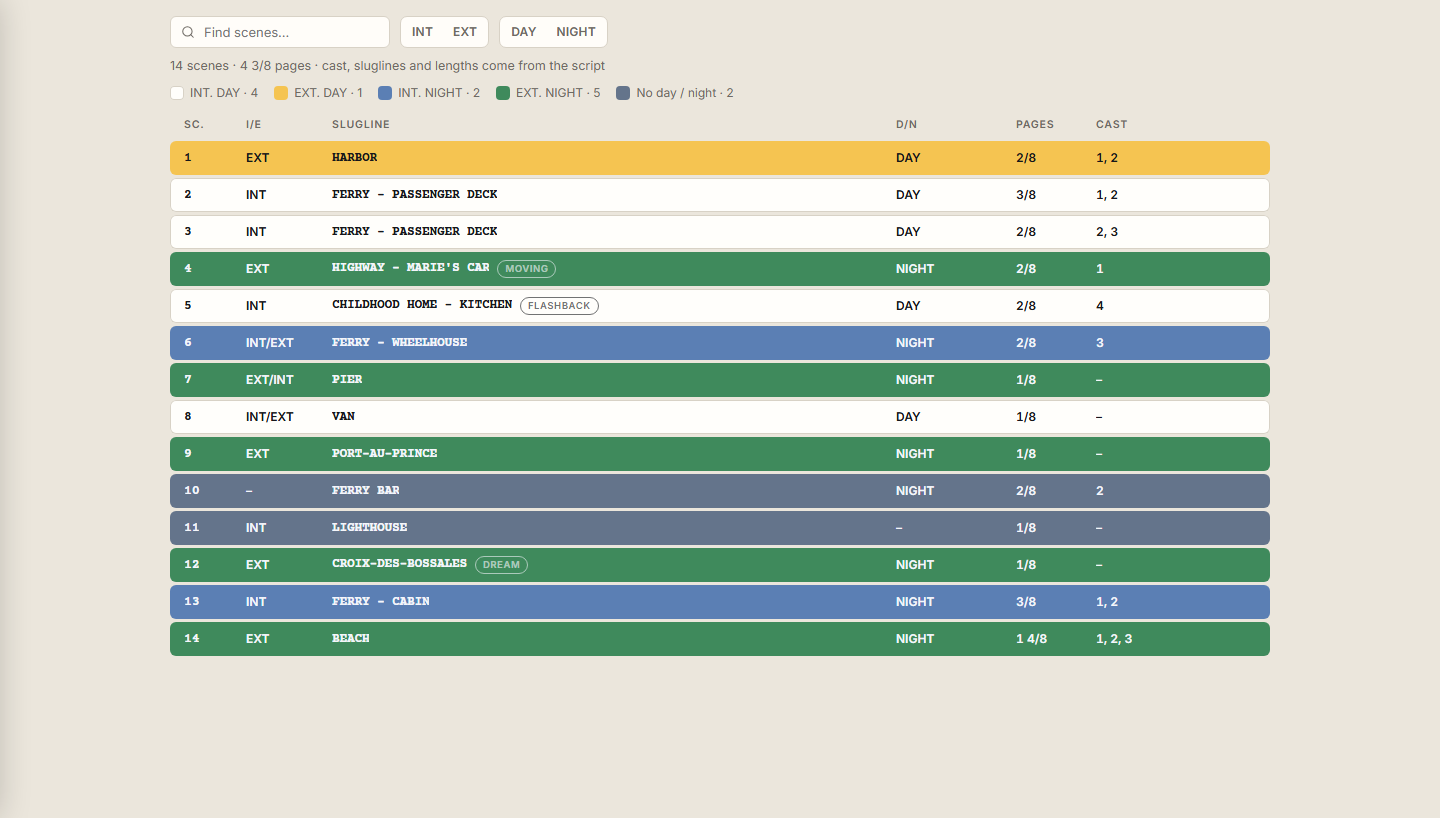 Find scenes...
INT EXT DAY NIGHT
14 scenes · 4 3/8 pages · cast, sluglines and lengths come from the script
INT. DAY · 4 EXT. DAY · 1 INT. NIGHT · 2 EXT. NIGHT · 5 No day / night · 2
SC. I/E SLUGLINE D/N PAGES CAST
1 EXT HARBOR DAY 2/8 1, 2
2 INT FERRY - PASSENGER DECK DAY 3/8 1, 2
3 INT FERRY - PASSENGER DECK DAY 2/8 2, 3
4 EXT HIGHWAY - MARIE'S CAR MOVING NIGHT 2/8 1
5 INT CHILDHOOD HOME - KITCHEN FLASHBACK DAY 2/8 4
6 INT/EXT FERRY - WHEELHOUSE NIGHT 2/8 3
7 EXT/INT PIER NIGHT 1/8 –
8 INT/EXT VAN DAY 1/8 –
9 EXT PORT-AU-PRINCE NIGHT 1/8 –
10 – FERRY BAR NIGHT 2/8 2
11 INT LIGHTHOUSE – 1/8 –
12 EXT CROIX-DES-BOSSALES DREAM NIGHT 1/8 –
13 INT FERRY - CABIN NIGHT 3/8 1, 2
14 EXT BEACH NIGHT 1 4/8 1, 2, 3